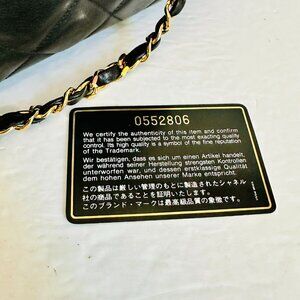 0552806
We certify the authenticity of this item and confirm
that it has been subjected to the most exacting quality
control. Its high quality is a symbol of the fine reputation
of the Trademark.
Wir bestätigen, dass es sich um einen Artikel handelt,
der während seiner Herstellung strengsten Kontrollen
unterworfen war, und dessen erstklassige Qualität
dem hohen Ansehen unserer Marke entspricht.
この製品は厳しい管理のもとに製造されたシャネル
社の商品であることを証明いたします。
このブランド・マークは最高級品質の象徴です。